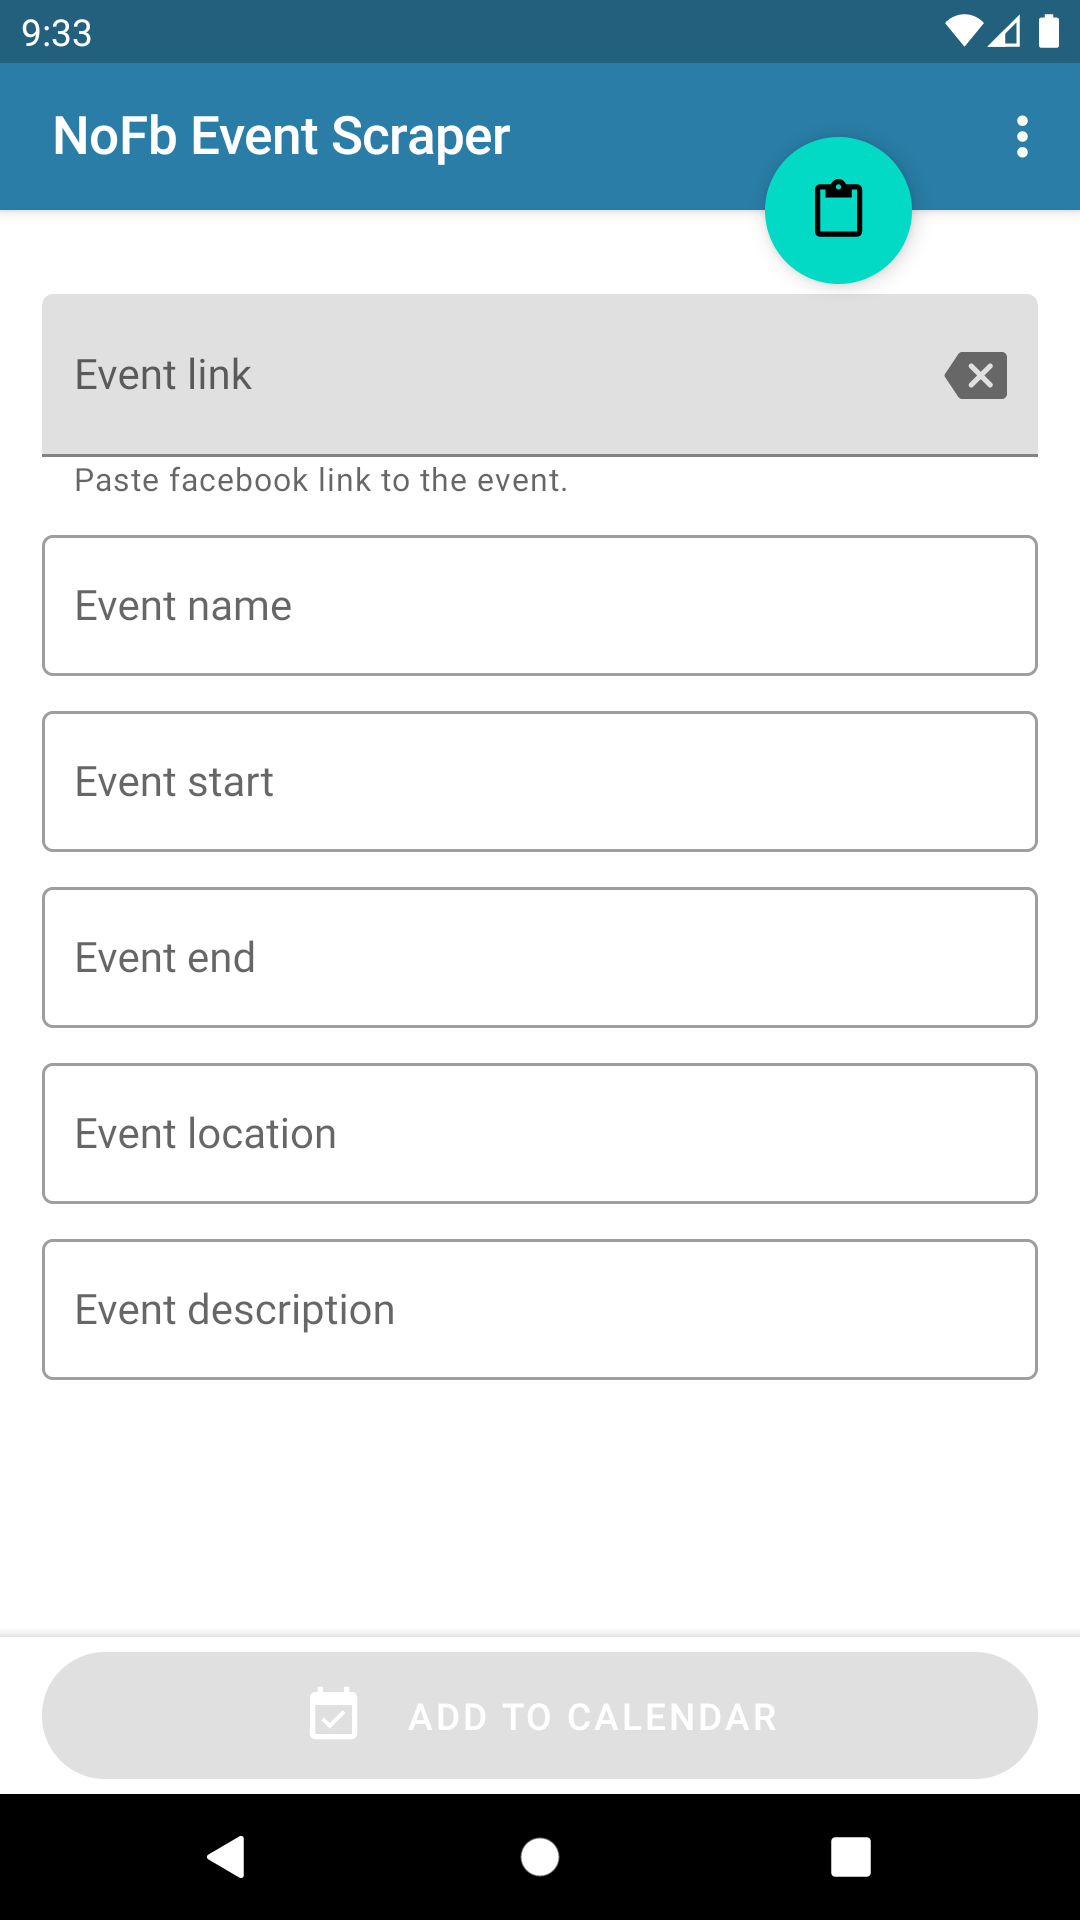 9:33
NoFb Event Scraper
Event link
Paste facebook link to the event.
Event name
Event start
Event end
Event location
Event description
ADD TO CALENDAR